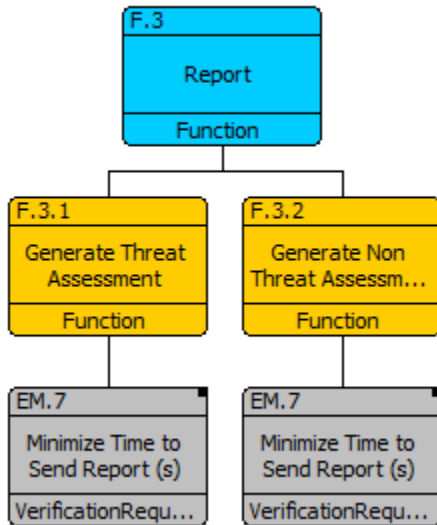 F.3
Report
Function
F.3.1
Generate Threat
Assessment
Function
F.3.2
Generate Non
Threat Assessm...
Function
EM.7
Minimize Time to
Send Report (s)
VerificationRequ...
EM.7
Minimize Time to
Send Report (s)
VerificationRequ...